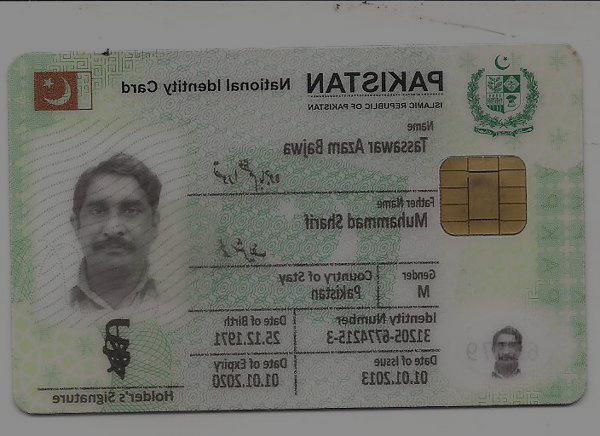 PAKISTAN National Identity Card
ISLAMIC REPUBLIC OF PAKISTAN
Name
Tassawar Azam Bajwa
Father Name
Muhammad Sharif
Gender Country of Stay
M Pakistan
Identity Number Date of Birth
31205-6774215-3 25.12.1971
Date of Issue Date of Expiry
01.01.2013 01.01.2020
Holder's Signature